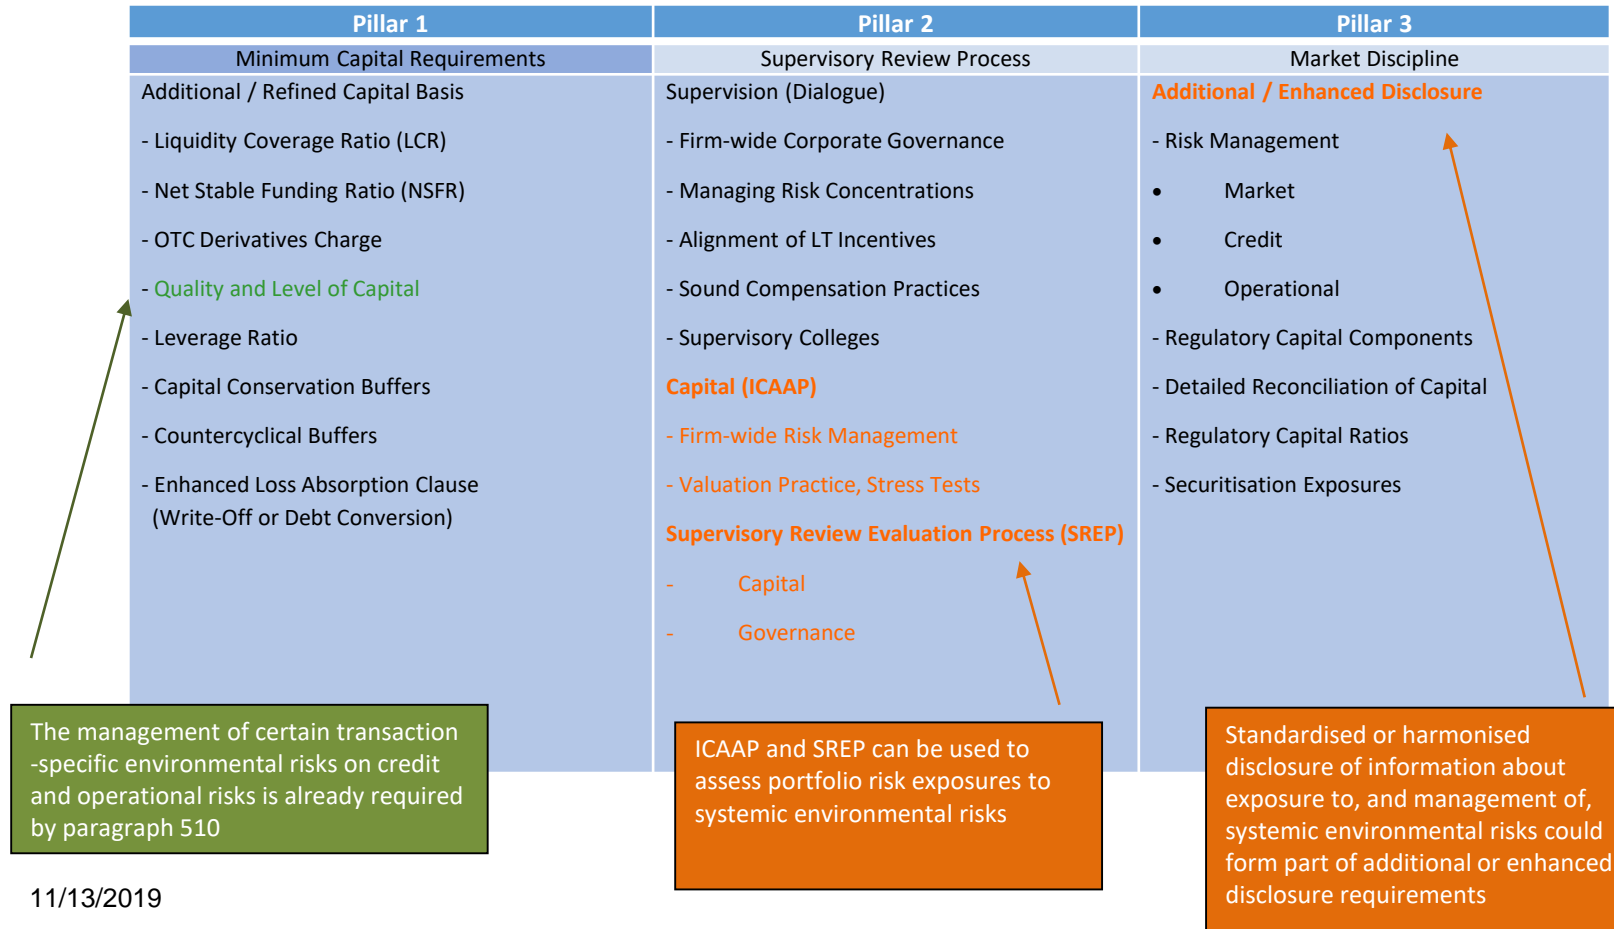 Pillar 1
Pillar 2
Pillar 3
Minimum Capital Requirements
Supervisory Review Process
Market Discipline
Additional / Refined Capital Basis
- Liquidity Coverage Ratio (LCR)
- Net Stable Funding Ratio (NSFR)
- OTC Derivatives Charge
- Quality and Level of Capital
- Leverage Ratio
- Capital Conservation Buffers
- Countercyclical Buffers
- Enhanced Loss Absorption Clause
(Write-Off or Debt Conversion)
Supervision (Dialogue)
- Firm-wide Corporate Governance
- Managing Risk Concentrations
- Alignment of LT Incentives
- Sound Compensation Practices
- Supervisory Colleges
Capital (ICAAP)
- Firm-wide Risk Management
- Valuation Practice, Stress Tests
Supervisory Review Evaluation Process (SREP)
- Capital
- Governance
Additional / Enhanced Disclosure
- Risk Management
• Market
• Credit
• Operational
- Regulatory Capital Components
- Detailed Reconciliation of Capital
- Regulatory Capital Ratios
- Securitisation Exposures
The management of certain transaction
-specific environmental risks on credit
and operational risks is already required
by paragraph 510
ICAAP and SREP can be used to
assess portfolio risk exposures to
systemic environmental risks
Standardised or harmonised
disclosure of information about
exposure to, and management of,
systemic environmental risks could
form part of additional or enhanced
disclosure requirements
11/13/2019